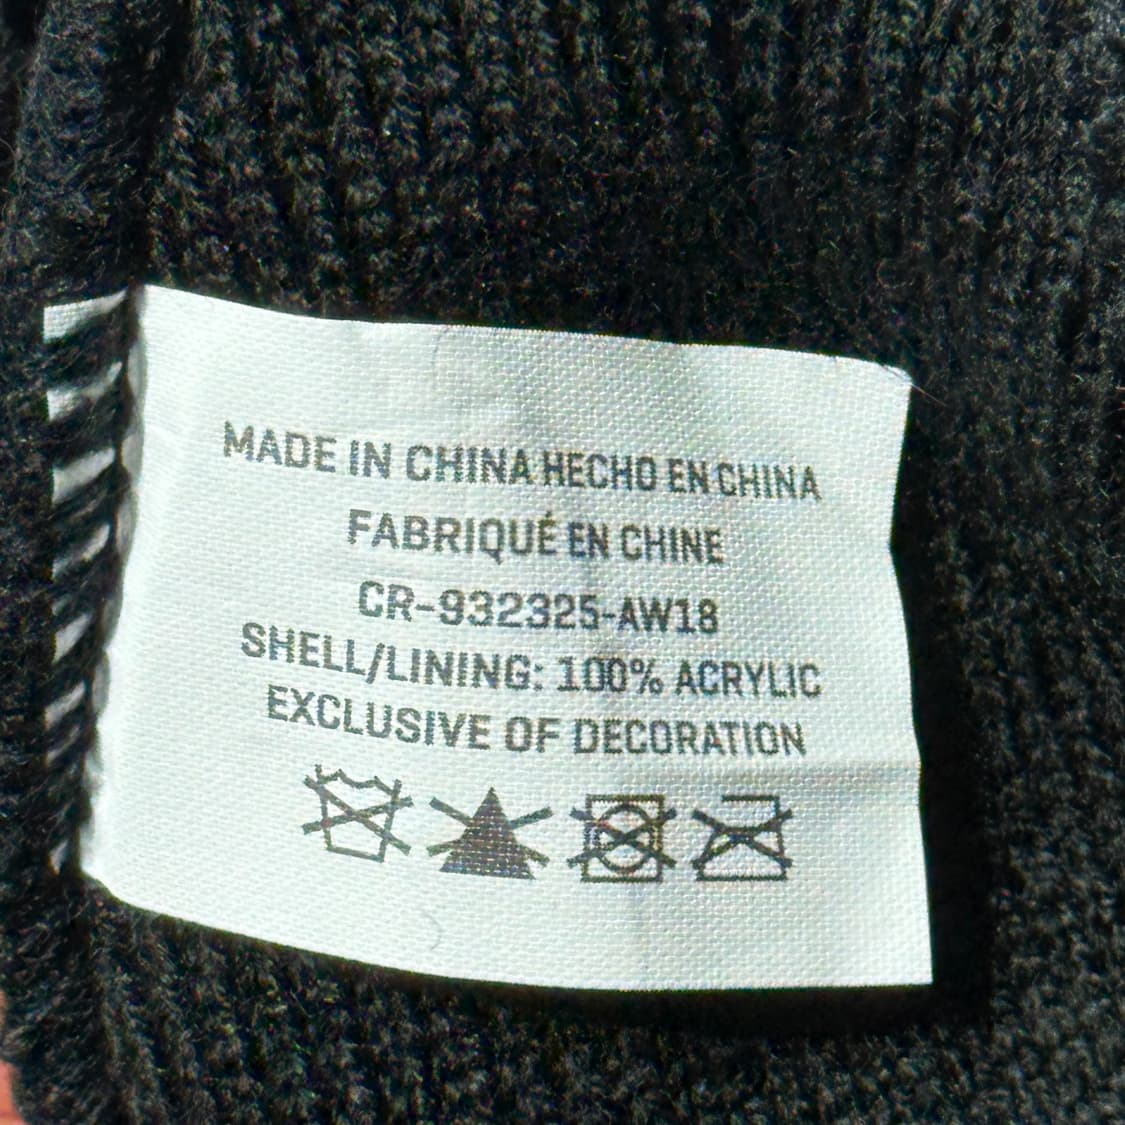 MADE IN CHINA HECHO EN CHINA
FABRIQUÉ EN CHINE
CR-932325-AW18
SHELL/LINING: 100% ACRYLIC
EXCLUSIVE OF DECORATION